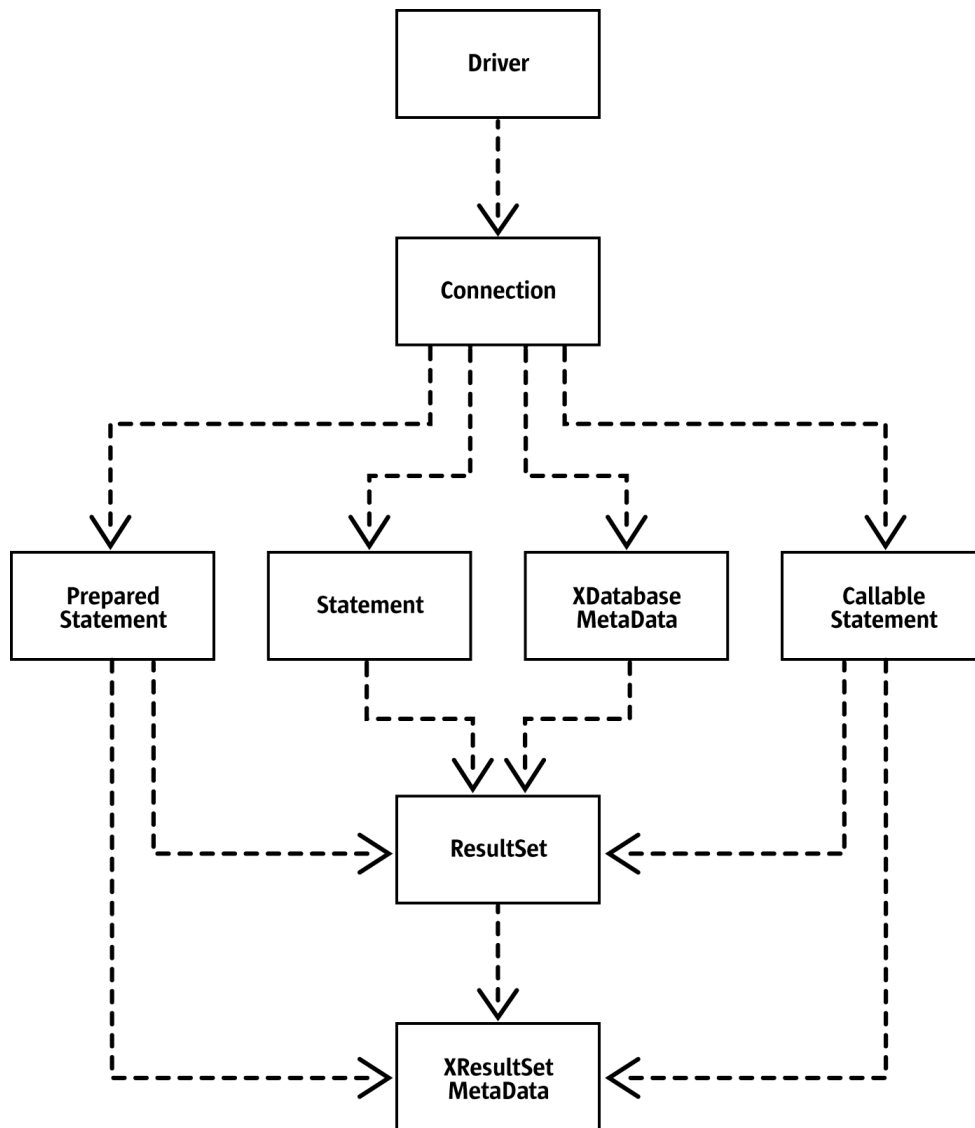 Driver
Connection
Prepared
Statement
Statement
XDatabase
MetaData
Callable
Statement
ResultSet
XResultSet
MetaData